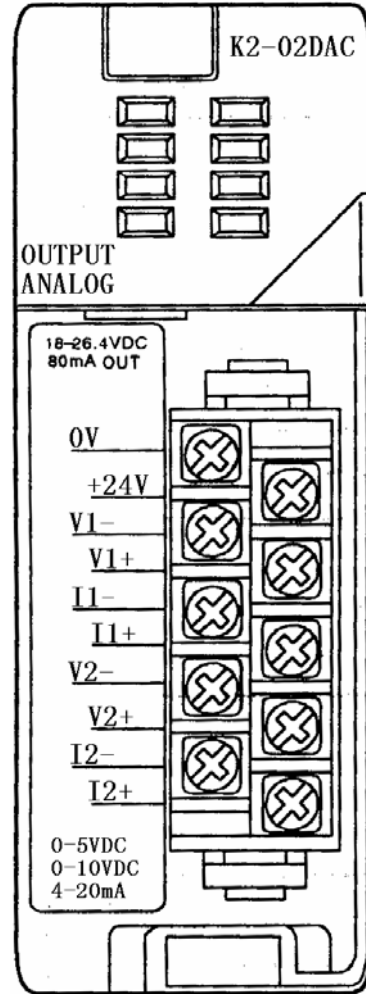 K2-02DAC
OUTPUT
ANALOG
18-26.4VDC
80mA OUT
0V
+24V
V1-
V1+
I1-
I1+
V2-
V2+
I2-
I2+
0-5VDC
0-10VDC
4-20mA